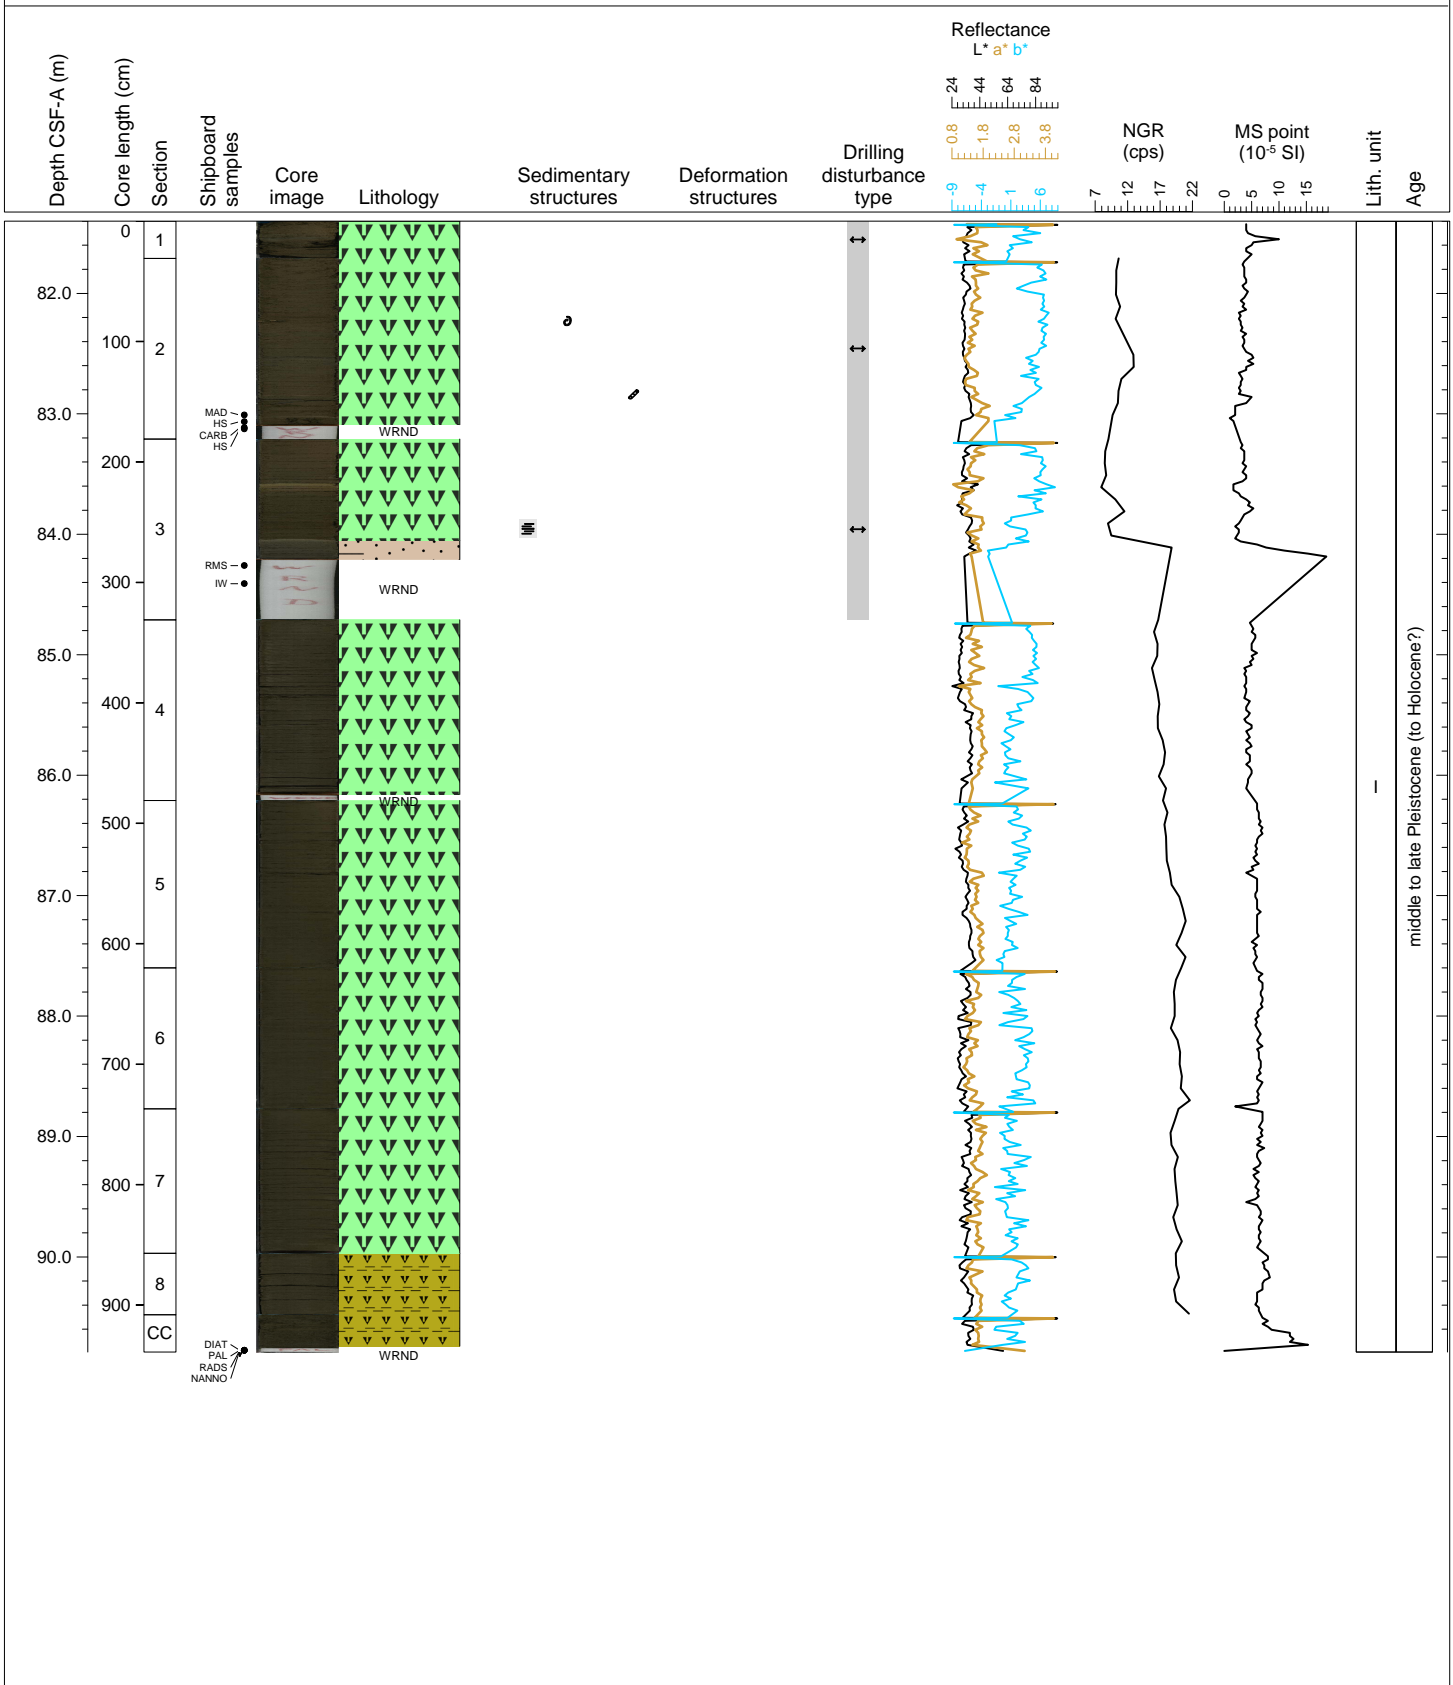 Reflectance
L* a* b*
24 44 64 84
0.8 1.8 2.8 3.8
-9 -4 1 6
Depth CSF-A (m)
Core length (cm)
Section
Shipboard
samples
Core
image
Lithology
Sedimentary
structures
Deformation
structures
Drilling
disturbance
type
NGR
(cps)
7 12 17 22
MS point
(10-5 SI)
0 5 10 15
Lith. unit
Age
0
1
82.0
100
2
83.0
MAD
HS
CARB
HS
WRND
200
3
84.0
RMS
IW
300
WRND
W
R
N
D
85.0
400
4
86.0
WRND
I
500
5
87.0
600
middle to late Pleistocene (to Holocene?)
88.0
6
700
89.0
7
800
90.0
8
900
CC
DIAT
PAL
RADS
NANNO
WRND